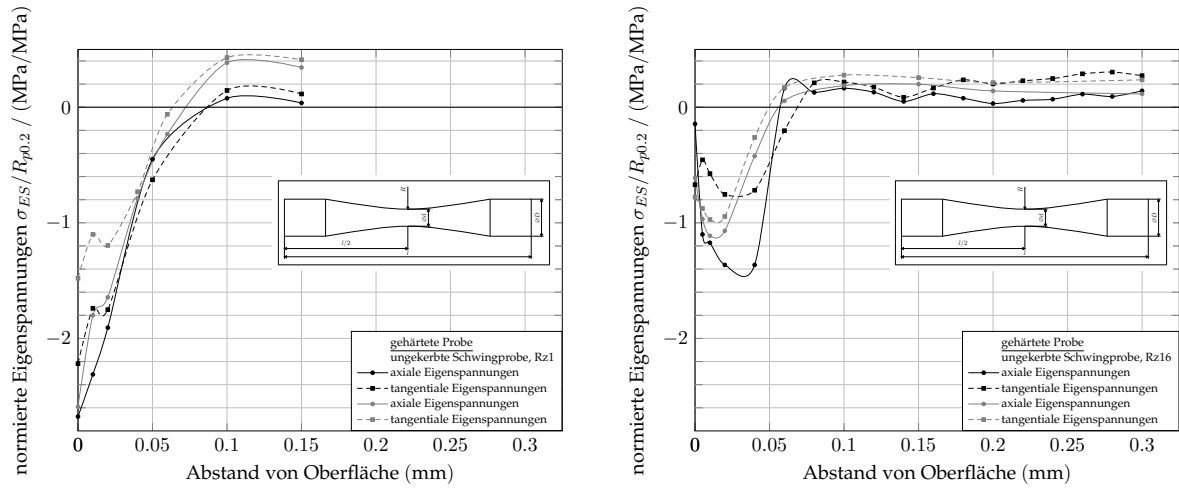 normierte Eigenspannungen σ_ES/R_p0.2 / (MPa/MPa)
0
−1
−2
0
0.05
0.1
0.15
0.2
0.25
0.3
Abstand von Oberfläche (mm)
R
∅d
∅D
l/2
l
gehärtete Probe
ungekerbte Schwingprobe, Rz1
axiale Eigenspannungen
tangentiale Eigenspannungen
axiale Eigenspannungen
tangentiale Eigenspannungen
normierte Eigenspannungen σ_ES/R_p0.2 / (MPa/MPa)
0
−1
−2
0
0.05
0.1
0.15
0.2
0.25
0.3
Abstand von Oberfläche (mm)
R
∅d
∅D
l/2
l
gehärtete Probe
ungekerbte Schwingprobe, Rz16
axiale Eigenspannungen
tangentiale Eigenspannungen
axiale Eigenspannungen
tangentiale Eigenspannungen